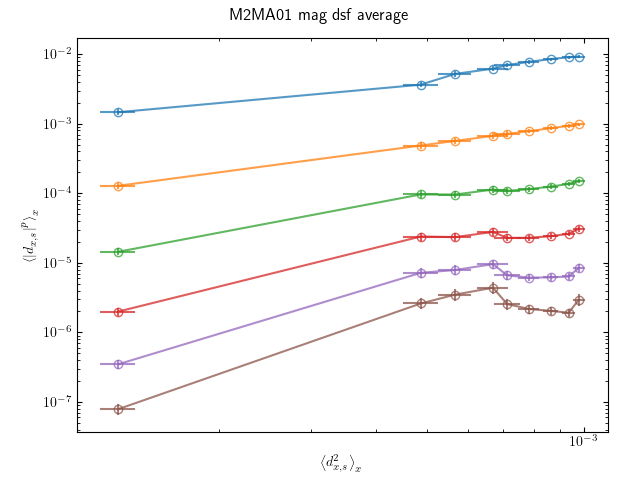 M2MA01 mag dsf average
10⁻²
10⁻³
10⁻⁴
10⁻⁵
10⁻⁶
10⁻⁷
⟨|d_{x,s}|^p⟩_x
10⁻³
⟨d²_{x,s}⟩_x